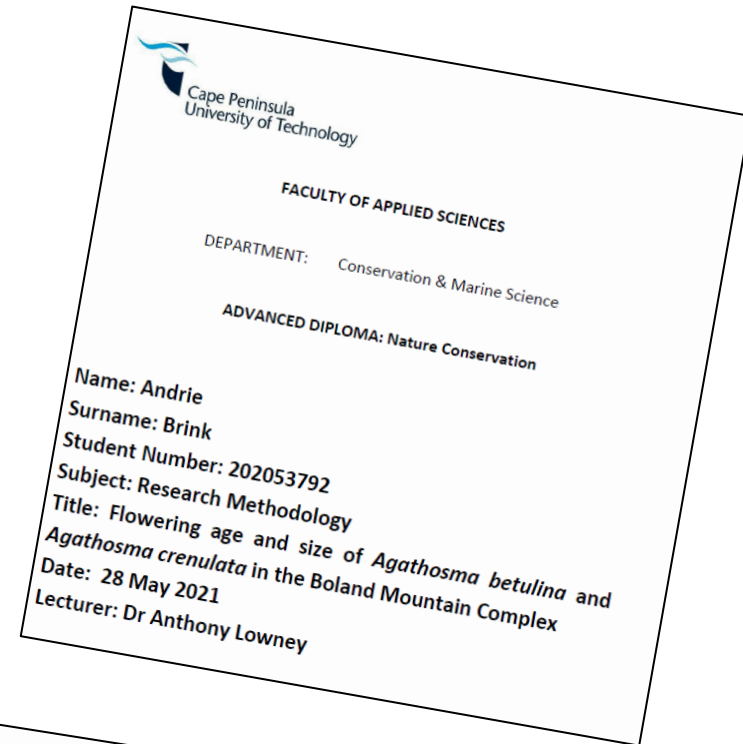 Cape Peninsula
University of Technology
FACULTY OF APPLIED SCIENCES
DEPARTMENT: Conservation & Marine Science
ADVANCED DIPLOMA: Nature Conservation
Name: Andrie
Surname: Brink
Student Number: 202053792
Subject: Research Methodology
Title: Flowering age and size of Agathosma betulina and
Agathosma crenulata in the Boland Mountain Complex
Date: 28 May 2021
Lecturer: Dr Anthony Lowney